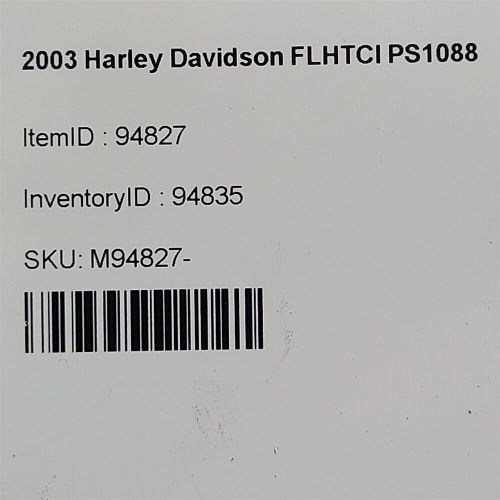 2003 Harley Davidson FLHTCI PS1088
ItemID : 94827
InventoryID : 94835
SKU: M94827-